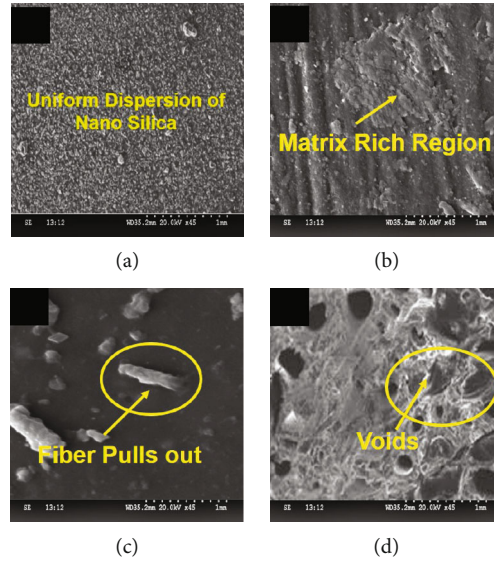 Uniform Dispersion of
Nano Silica
SE 13:12 WD35.2mm 20.0kV x45 1mm
(a)
Matrix Rich Region
SE 13:12 WD35.2mm 20.0kV x45 1mm
(b)
Fiber Pulls out
SE 13:12 WD35.2mm 20.0kV x45 1mm
(c)
Voids
SE 13:12 WD35.2mm 20.0kV x45 1mm
(d)